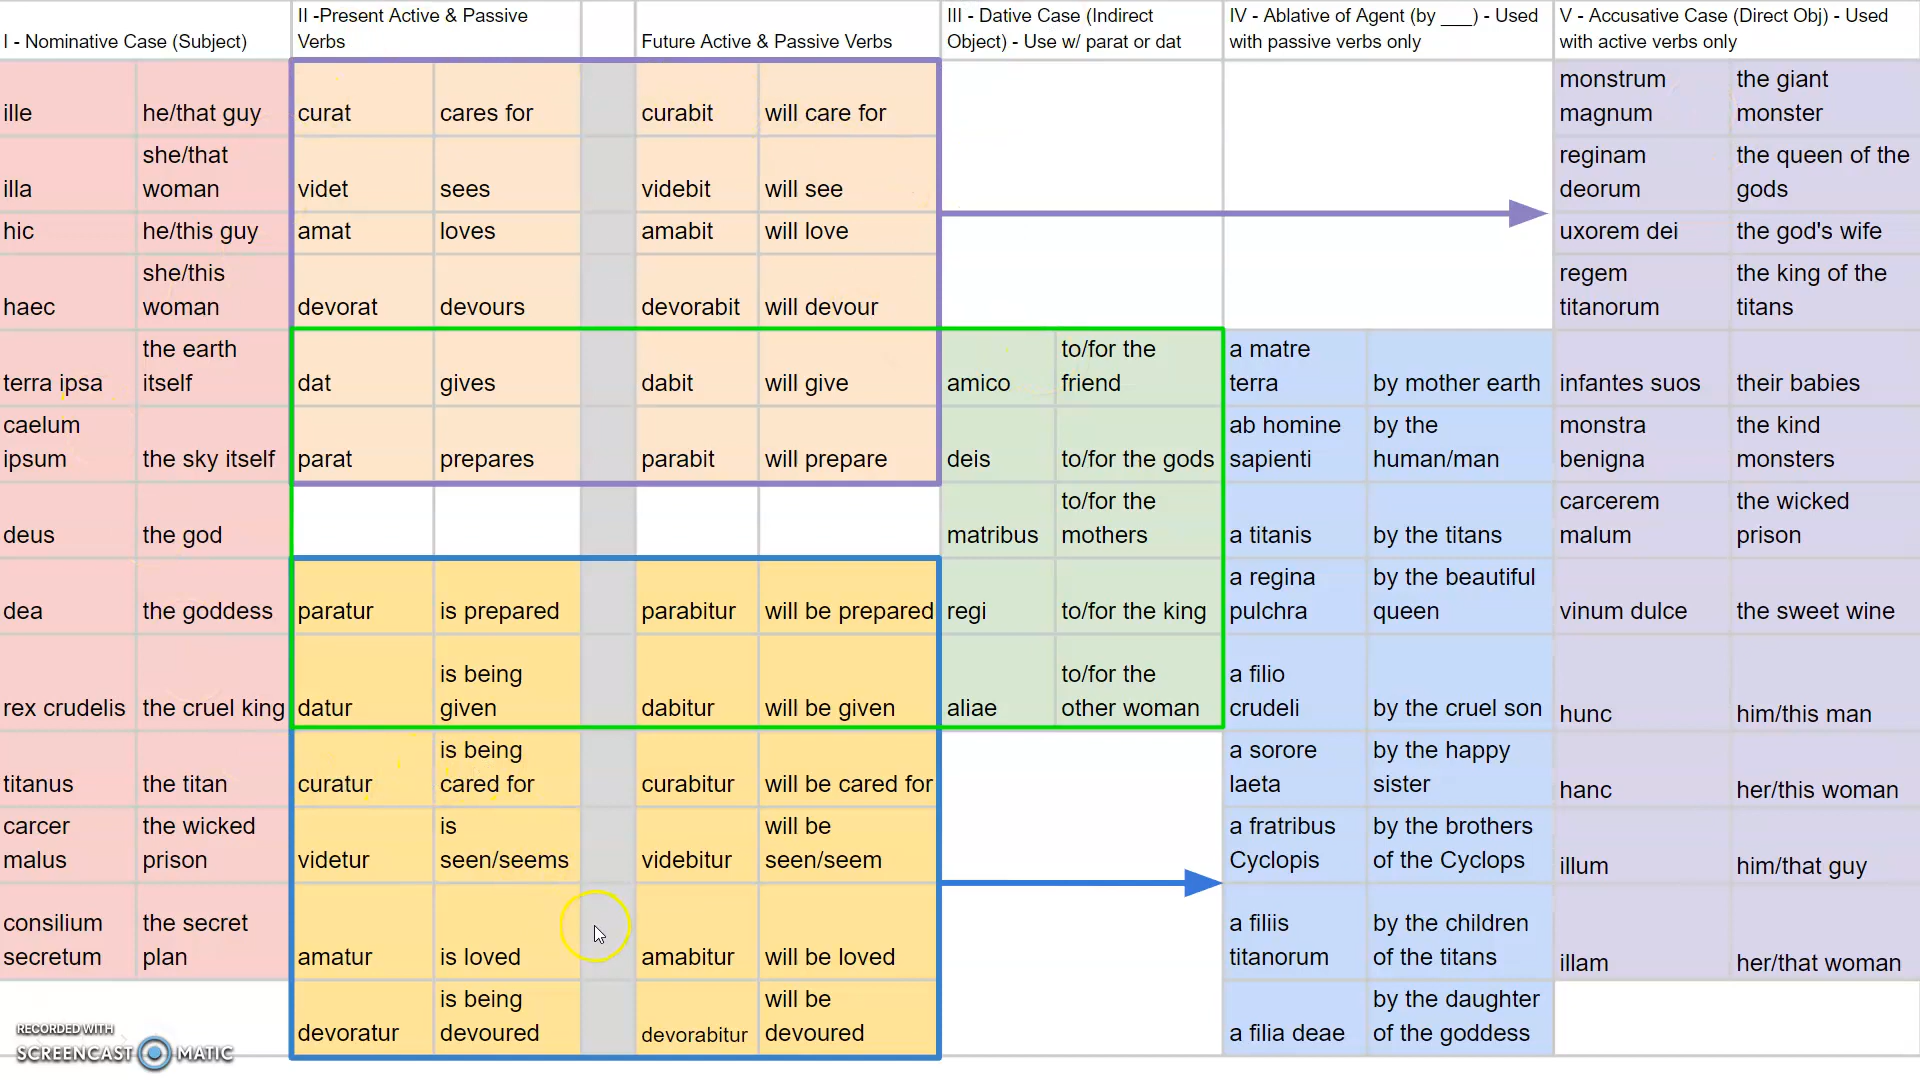 I - Nominative Case (Subject)
II -Present Active & Passive
Verbs
Future Active & Passive Verbs
III - Dative Case (Indirect
Object) - Use w/ parat or dat
IV - Ablative of Agent (by ___) - Used
with passive verbs only
V - Accusative Case (Direct Obj) - Used
with active verbs only
ille
he/that guy
curat
cares for
curabit
will care for
monstrum
magnum
the giant
monster
illa
she/that
woman
videt
sees
videbit
will see
reginam
deorum
the queen of the
gods
hic
he/this guy
amat
loves
amabit
will love
uxorem dei
the god's wife
haec
she/this
woman
devorat
devours
devorabit
will devour
regem
titanorum
the king of the
titans
terra ipsa
the earth
itself
dat
gives
dabit
will give
amico
to/for the
friend
a matre
terra
by mother earth
infantes suos
their babies
caelum
ipsum
the sky itself
parat
prepares
parabit
will prepare
deis
to/for the gods
ab homine
sapienti
by the
human/man
monstra
benigna
the kind
monsters
deus
the god
matribus
to/for the
mothers
a titanis
by the titans
carcerem
malum
the wicked
prison
dea
the goddess
paratur
is prepared
parabitur
will be prepared
regi
to/for the king
a regina
pulchra
by the beautiful
queen
vinum dulce
the sweet wine
rex crudelis
the cruel king
datur
is being
given
dabitur
will be given
aliae
to/for the
other woman
a filio
crudeli
by the cruel son
hunc
him/this man
titanus
the titan
curatur
is being
cared for
curabitur
will be cared for
a sorore
laeta
by the happy
sister
hanc
her/this woman
carcer
malus
the wicked
prison
videtur
is
seen/seems
videbitur
will be
seen/seem
a fratribus
Cyclopis
by the brothers
of the Cyclops
illum
him/that guy
consilium
secretum
the secret
plan
amatur
is loved
amabitur
will be loved
a filiis
titanorum
by the children
of the titans
illam
her/that woman
devoratur
is being
devoured
devorabitur
will be
devoured
a filia deae
by the daughter
of the goddess
RECORDED WITH
SCREENCAST MATIC